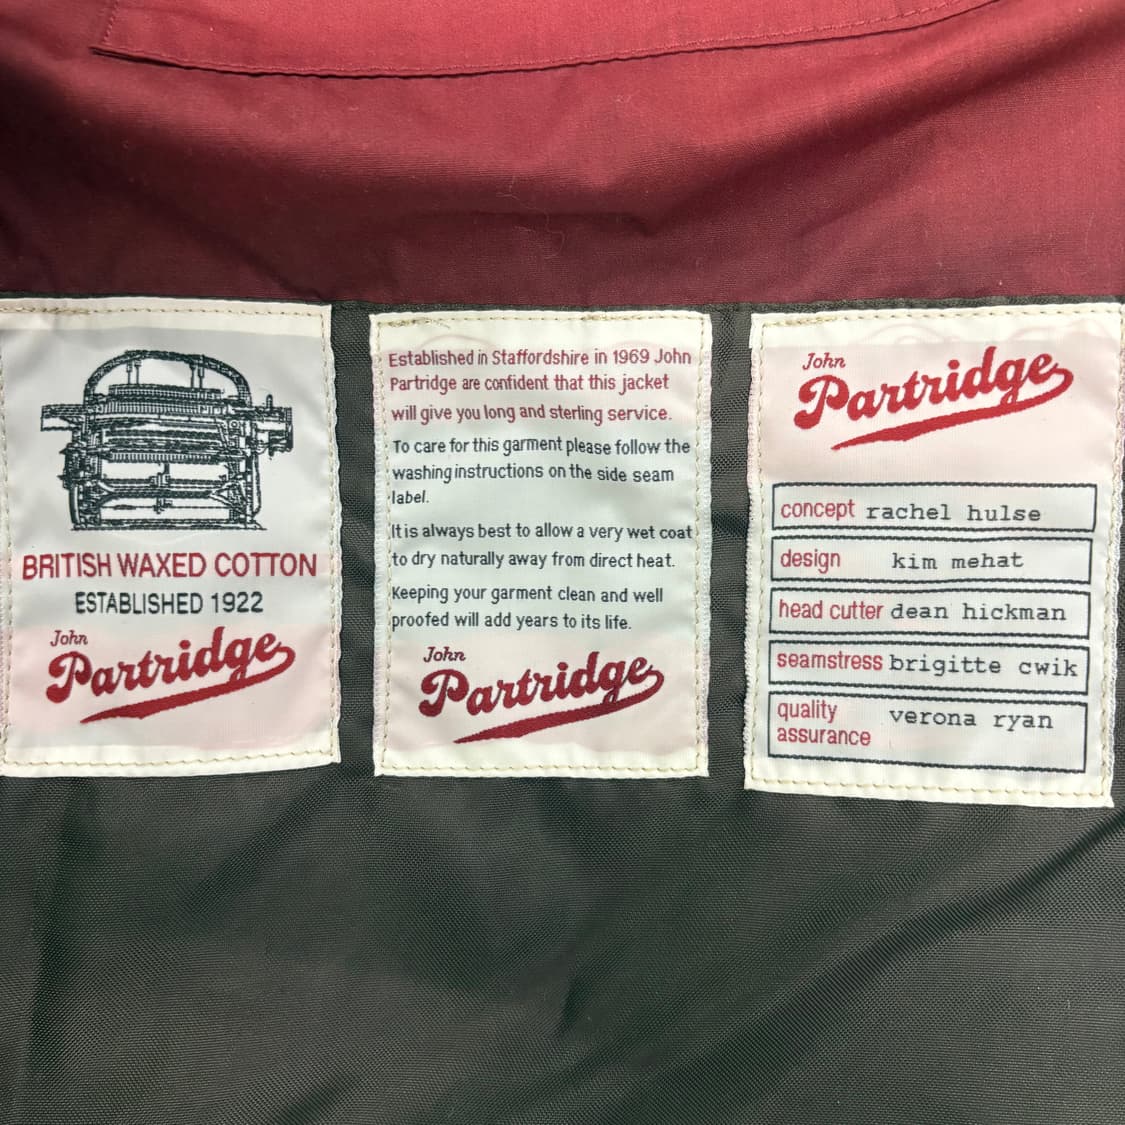 BRITISH WAXED COTTON
ESTABLISHED 1922
John
Partridge
Established in Staffordshire in 1969 John
Partridge are confident that this jacket
will give you long and sterling service.
To care for this garment please follow the
washing instructions on the side seam
label.
It is always best to allow a very wet coat
to dry naturally away from direct heat.
Keeping your garment clean and well
proofed will add years to its life.
John
Partridge
John
Partridge
concept rachel hulse
design kim mehat
head cutter dean hickman
seamstress brigitte cwik
quality verona ryan
assurance